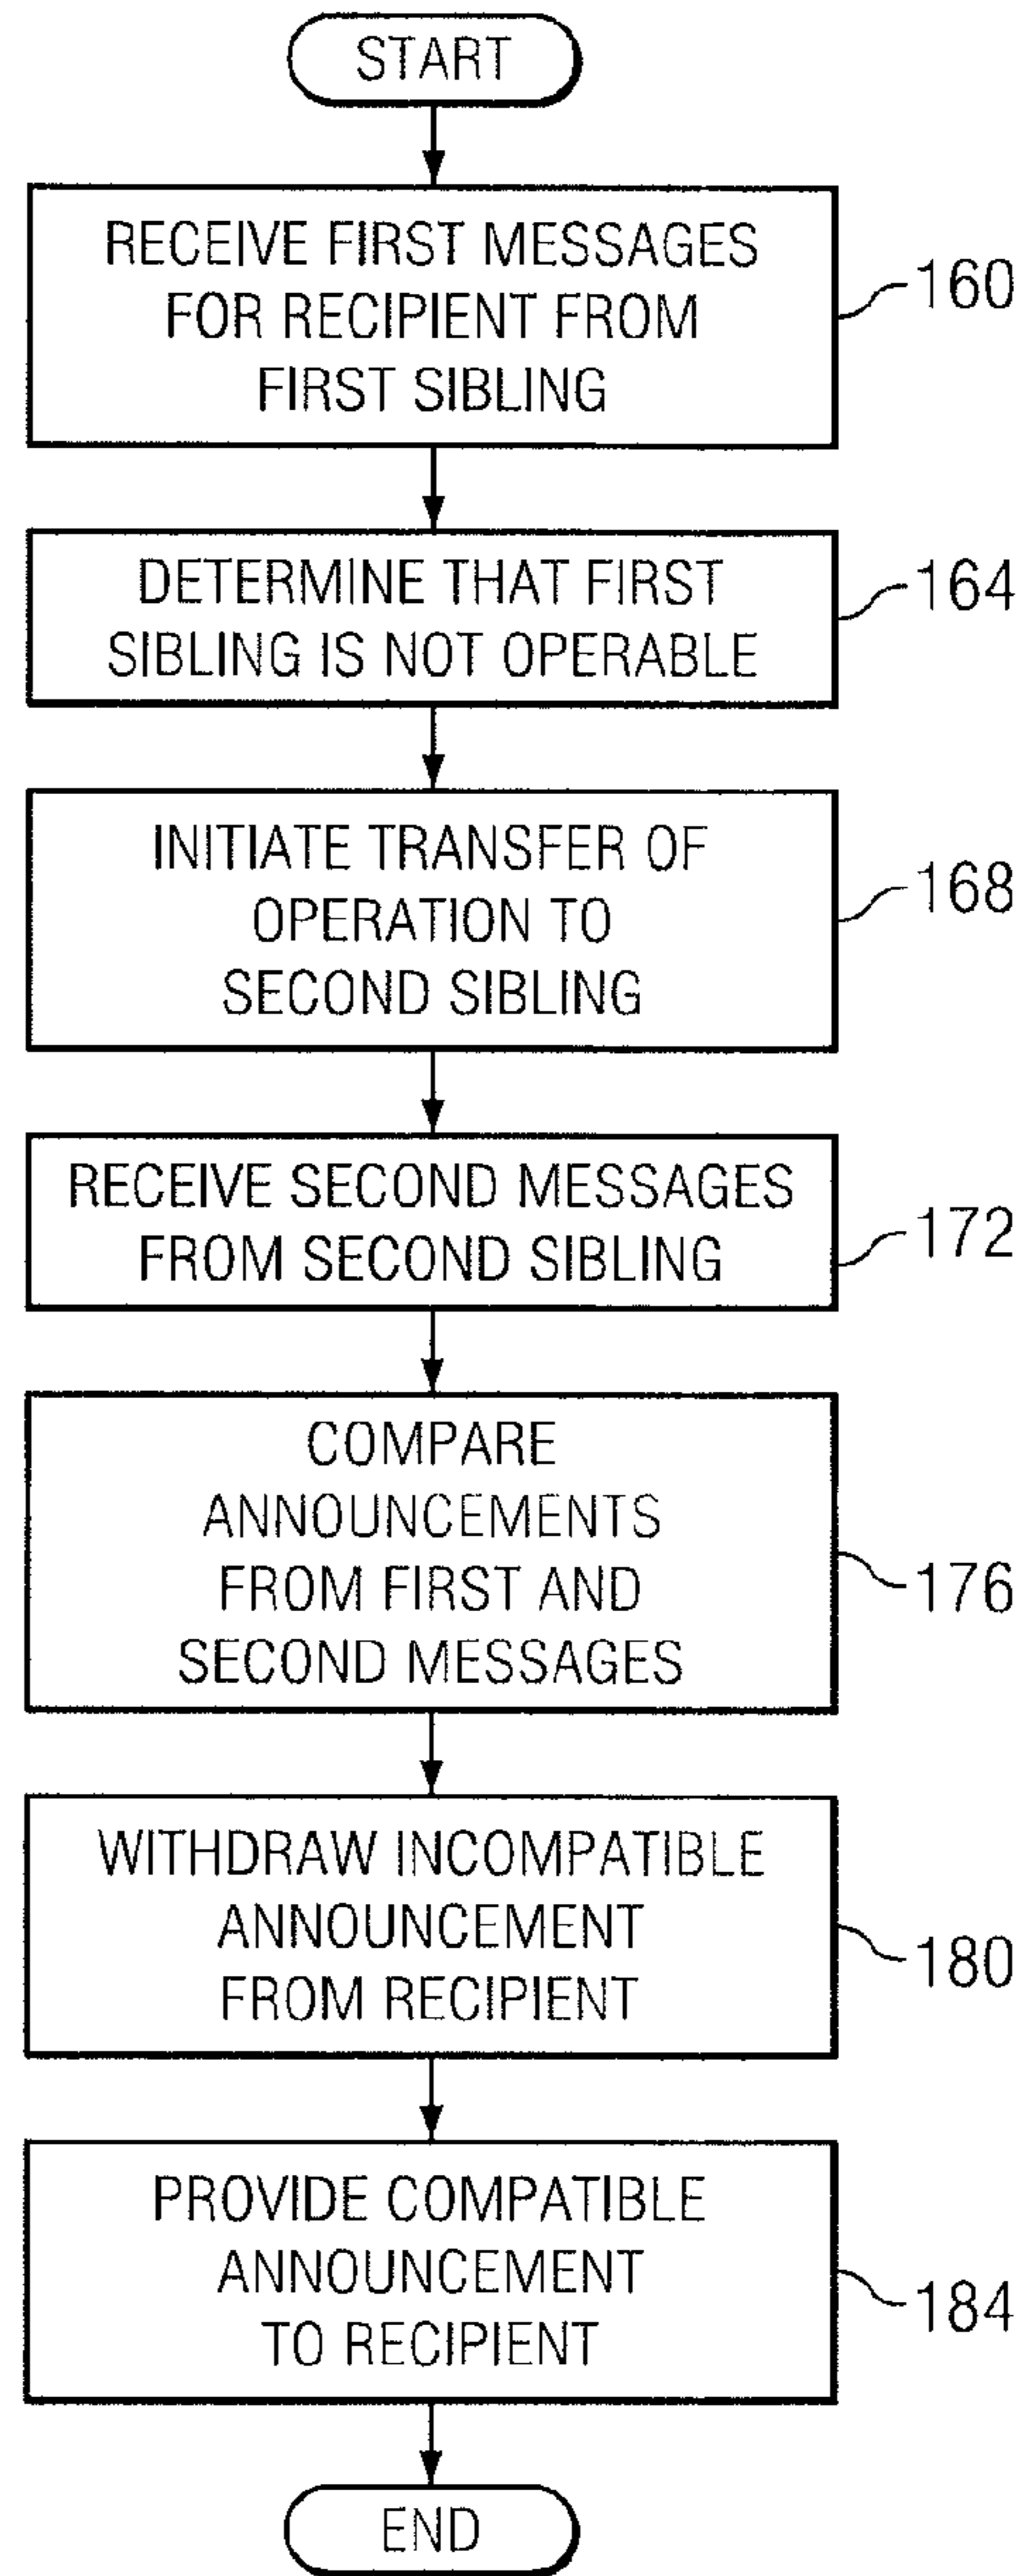 START
RECEIVE FIRST MESSAGES
FOR RECIPIENT FROM
FIRST SIBLING
160
DETERMINE THAT FIRST
SIBLING IS NOT OPERABLE
164
INITIATE TRANSFER OF
OPERATION TO
SECOND SIBLING
168
RECEIVE SECOND MESSAGES
FROM SECOND SIBLING
172
COMPARE
ANNOUNCEMENTS
FROM FIRST AND
SECOND MESSAGES
176
WITHDRAW INCOMPATIBLE
ANNOUNCEMENT
FROM RECIPIENT
180
PROVIDE COMPATIBLE
ANNOUNCEMENT
TO RECIPIENT
184
END